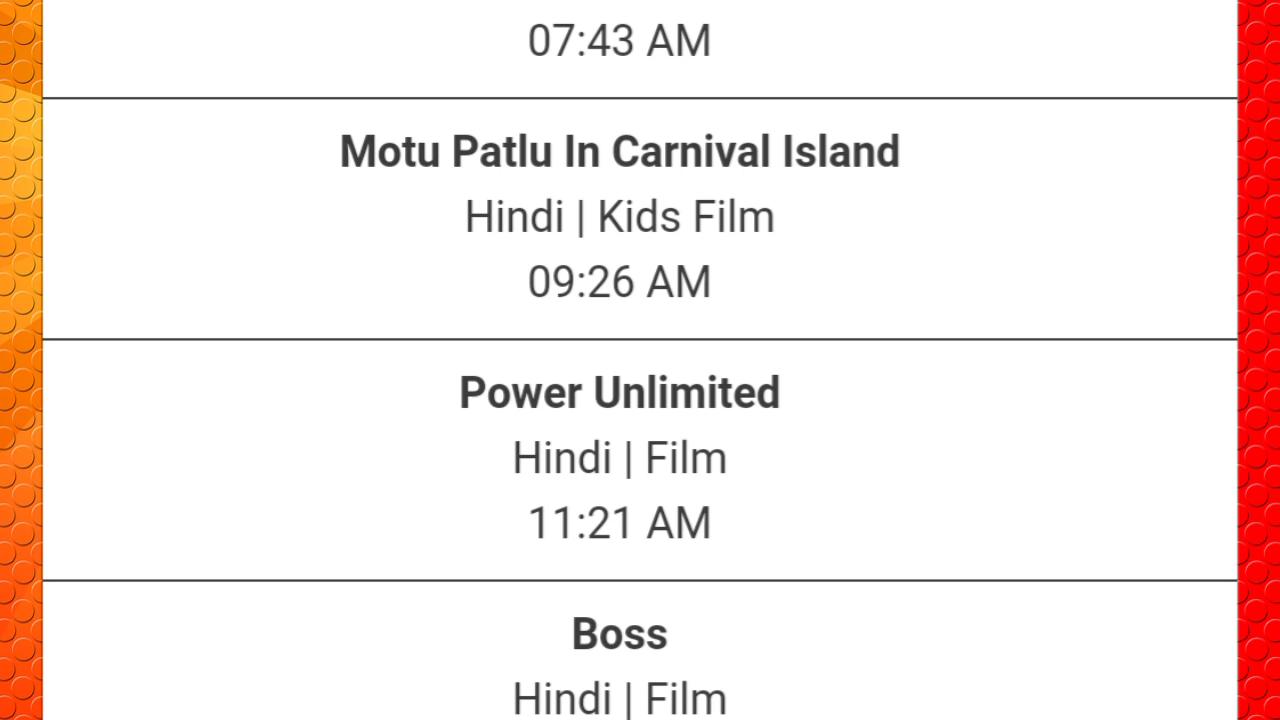 07:43 AM
Motu Patlu In Carnival Island
Hindi | Kids Film
09:26 AM
Power Unlimited
Hindi | Film
11:21 AM
Boss
Hindi | Film